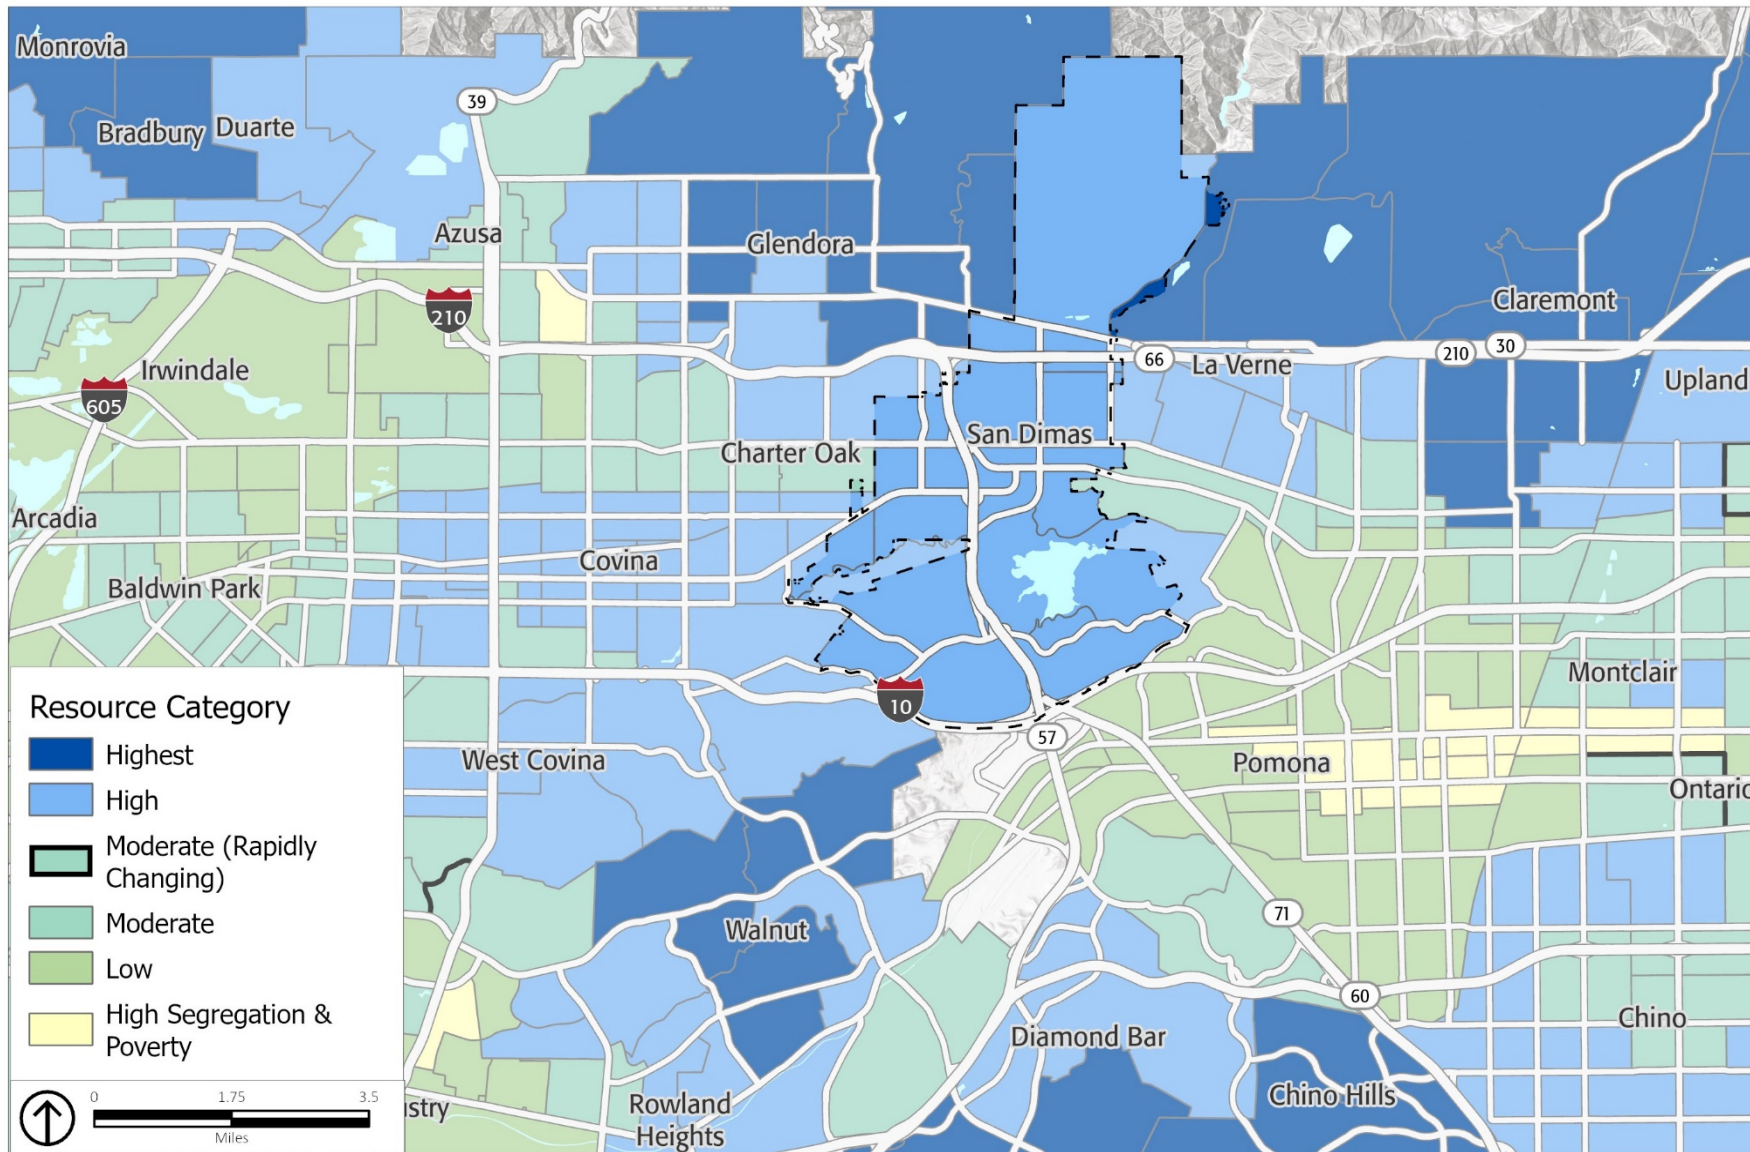 Monrovia
39
Bradbury
Duarte
Azusa
Glendora
Claremont
210
Irwindale
605
66
La Verne
210
30
Upland
San Dimas
Charter Oak
Arcadia
Covina
Baldwin Park
Montclair
10
57
West Covina
Pomona
Ontario
Walnut
71
60
Diamond Bar
Chino
Chino Hills
Rowland
Heights
Resource Category
Highest
High
Moderate (Rapidly
Changing)
Moderate
Low
High Segregation &
Poverty
0 1.75 3.5
Miles
stry